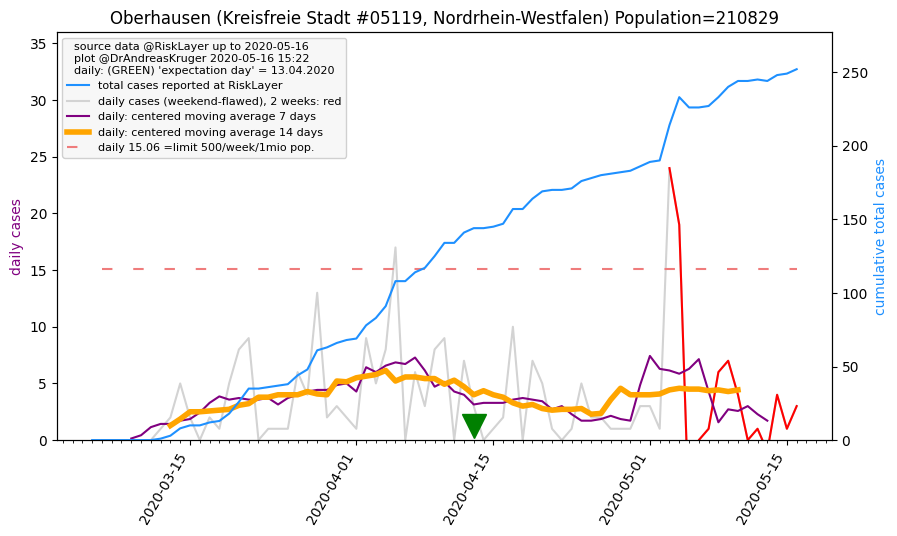 Oberhausen (Kreisfreie Stadt #05119, Nordrhein-Westfalen) Population=210829
source data @RiskLayer up to 2020-05-16
plot @DrAndreasKruger 2020-05-16 15:22
daily: (GREEN) 'expectation day' = 13.04.2020
total cases reported at RiskLayer
daily cases (weekend-flawed), 2 weeks: red
daily: centered moving average 7 days
daily: centered moving average 14 days
daily 15.06 =limit 500/week/1mio pop.
daily cases
35
30
25
20
15
10
5
0
250
200
150
100
50
0
cumulative total cases
2020-03-15
2020-04-01
2020-04-15
2020-05-01
2020-05-15